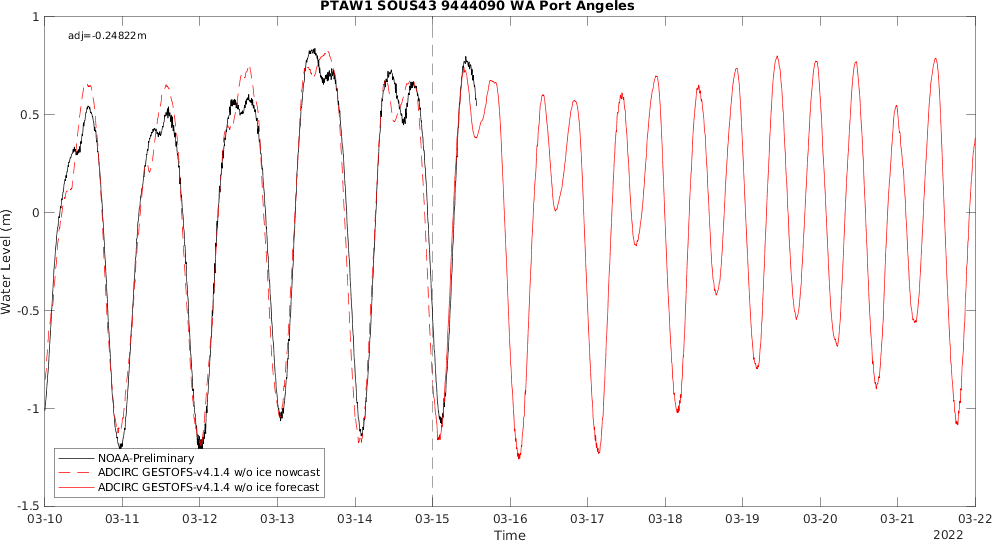 PTAW1 SOUS43 9444090 WA Port Angeles
adj=-0.24822m
Water Level (m)
1
0.5
0
-0.5
-1
-1.5
NOAA-Preliminary
ADCIRC GESTOFS-v4.1.4 w/o ice nowcast
ADCIRC GESTOFS-v4.1.4 w/o ice forecast
03-10 03-11 03-12 03-13 03-14 03-15 03-16 03-17 03-18 03-19 03-20 03-21 03-22
Time
2022